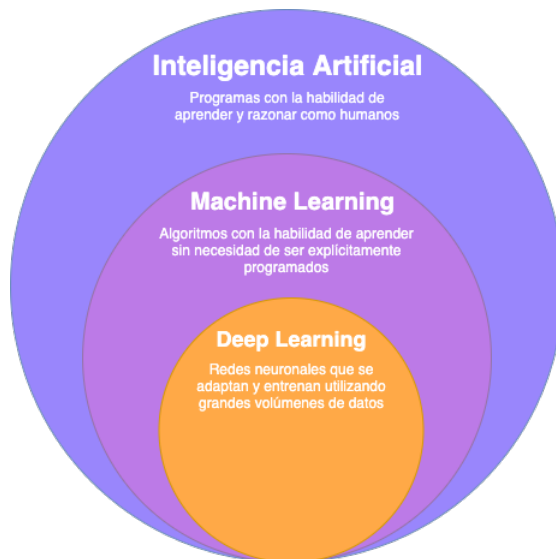 Inteligencia Artificial
Programas con la habilidad de
aprender y razonar como humanos
Machine Learning
Algoritmos con la habilidad de aprender
sin necesidad de ser explícitamente
programados
Deep Learning
Redes neuronales que se
adaptan y entrenan utilizando
grandes volúmenes de datos